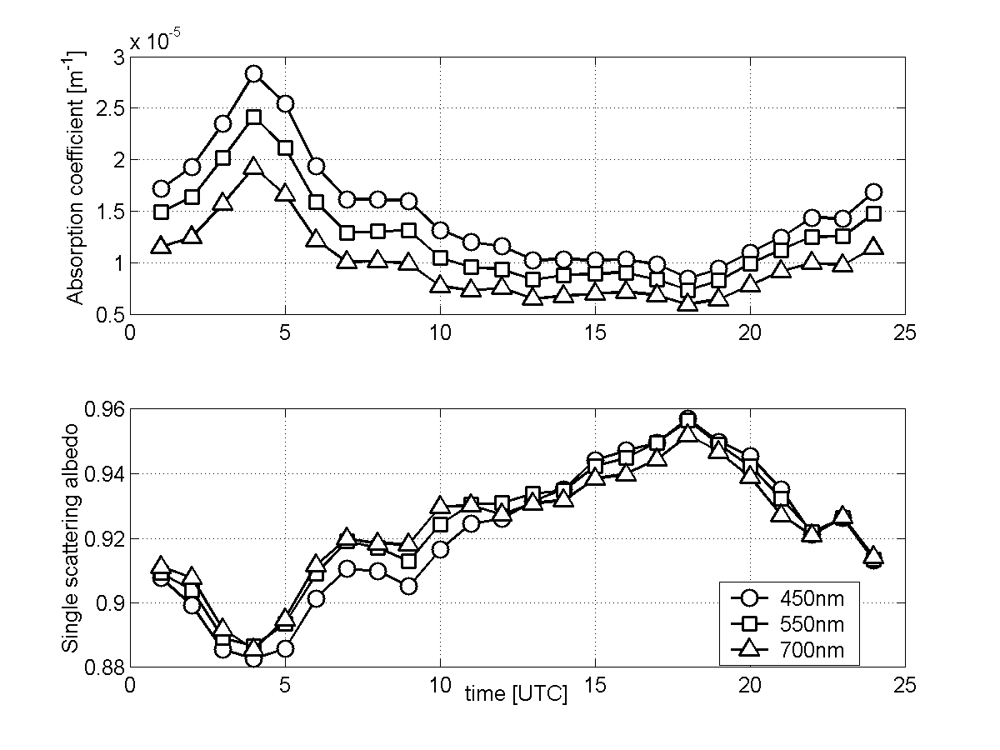 x 10-5
Absorption coefficient [m-1]
3
2.5
2
1.5
1
0.5
0 5 10 15 20 25
Single scattering albedo
0.96
0.94
0.92
0.9
0.88
0 5 10 15 20 25
time [UTC]
450nm
550nm
700nm